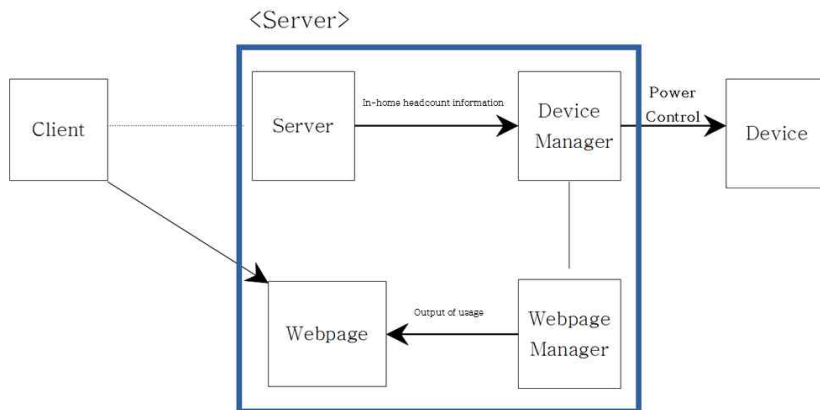 <Server>
Client
Server
In-home headcount information
Device
Manager
Power
Control
Device
Webpage
Output of usage
Webpage
Manager